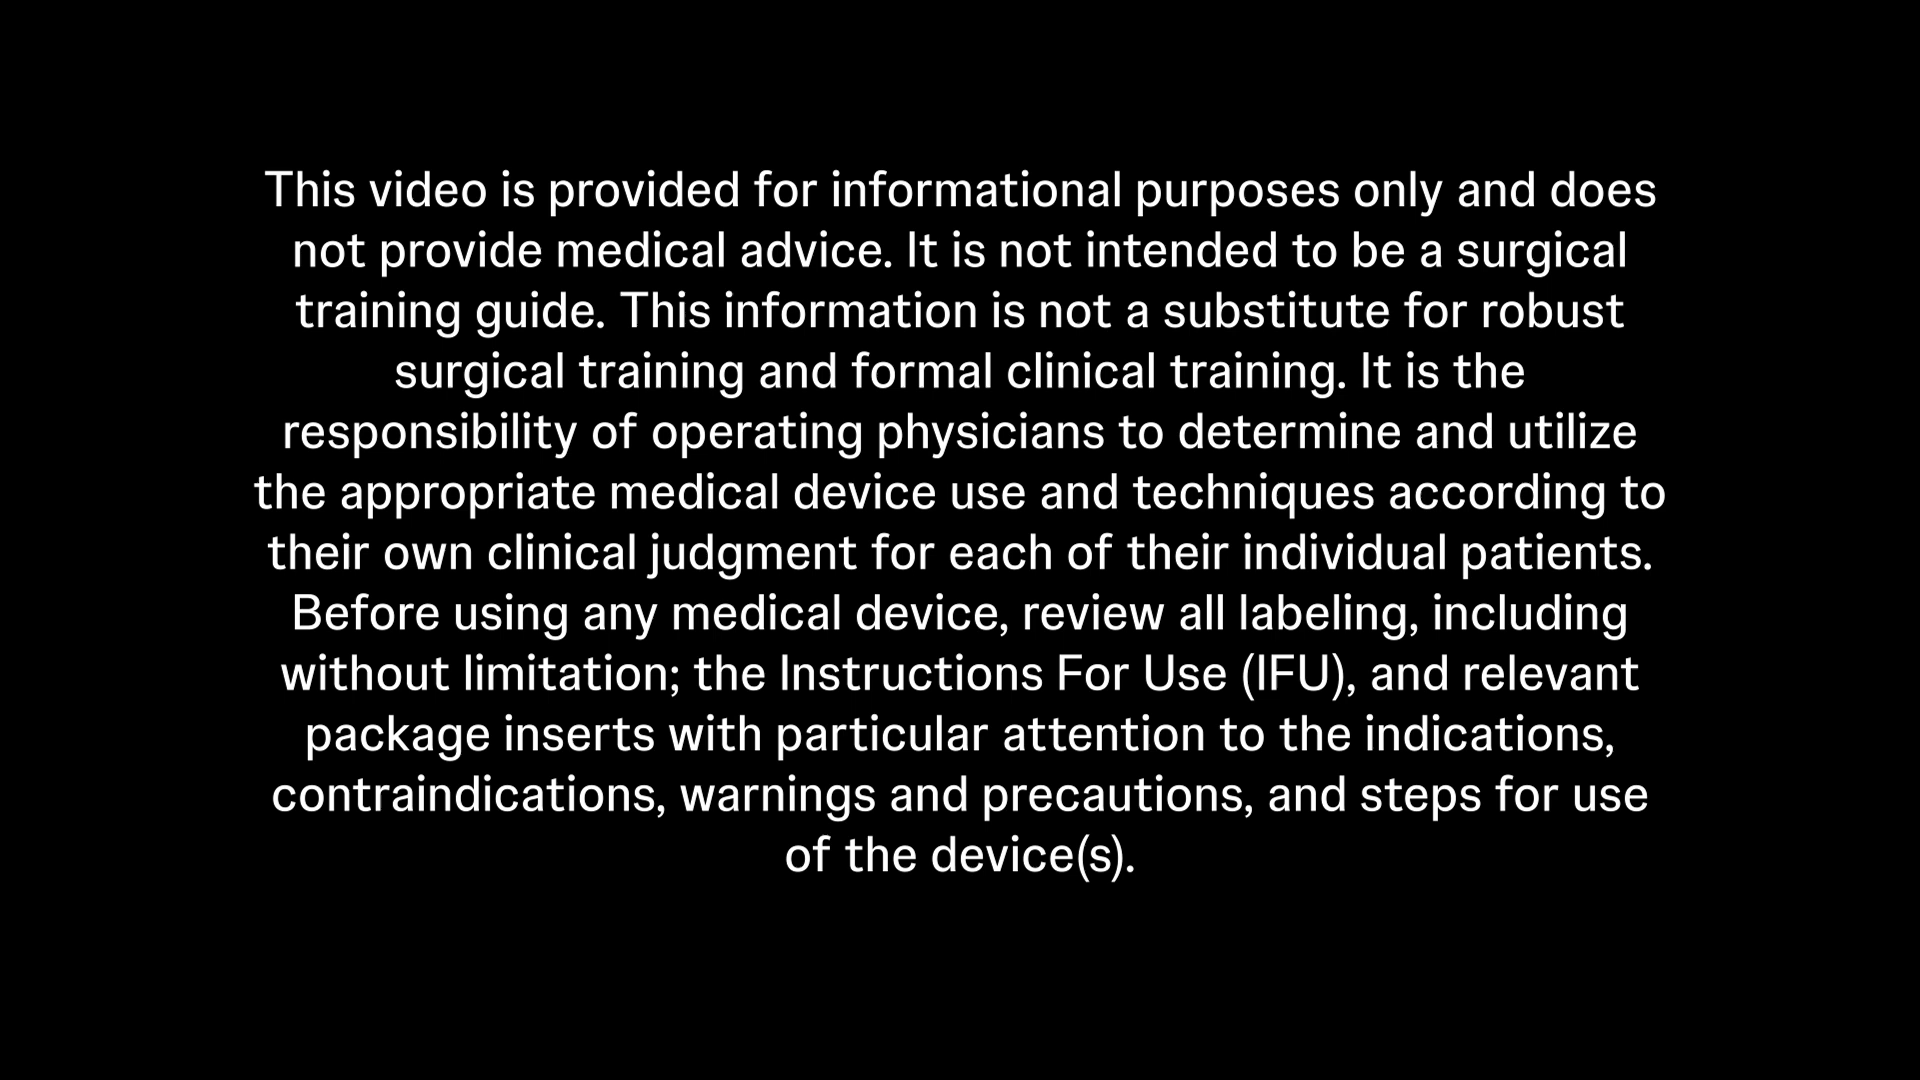 This video is provided for informational purposes only and does
not provide medical advice. It is not intended to be a surgical
training guide. This information is not a substitute for robust
surgical training and formal clinical training. It is the
responsibility of operating physicians to determine and utilize
the appropriate medical device use and techniques according to
their own clinical judgment for each of their individual patients.
Before using any medical device, review all labeling, including
without limitation; the Instructions For Use (IFU), and relevant
package inserts with particular attention to the indications,
contraindications, warnings and precautions, and steps for use
of the device(s).